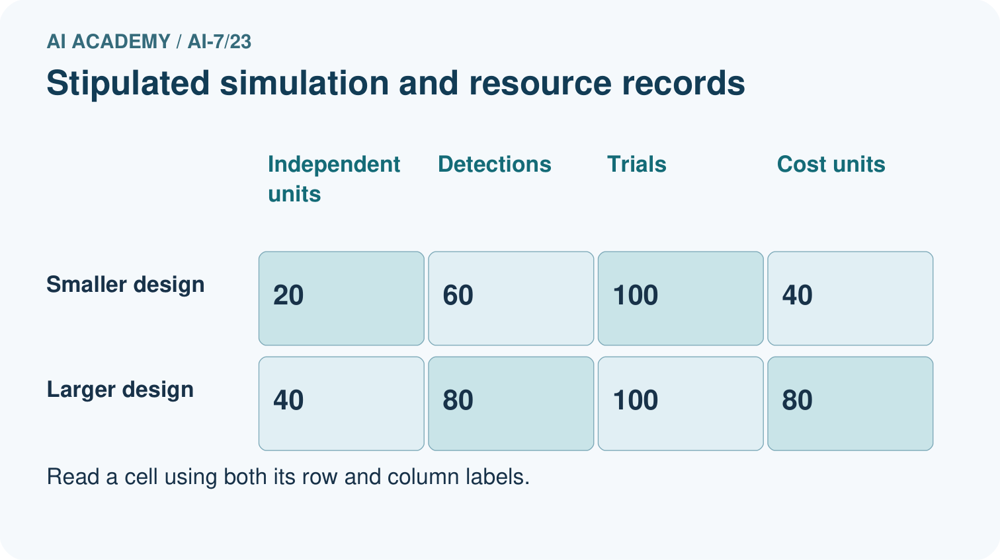 AI ACADEMY / AI-7/23
Stipulated simulation and resource records
Independent units
Detections
Trials
Cost units
Smaller design
20
60
100
40
Larger design
40
80
100
80
Read a cell using both its row and column labels.